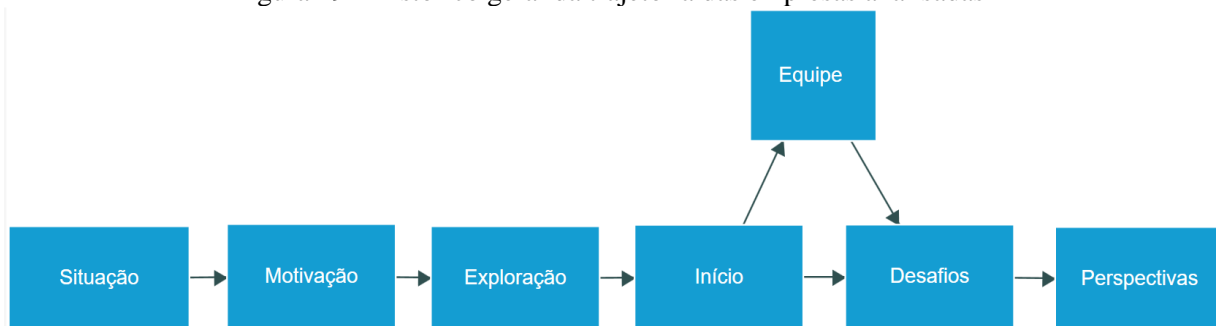 Equipe
Situação
Motivação
Exploração
Início
Desafios
Perspectivas